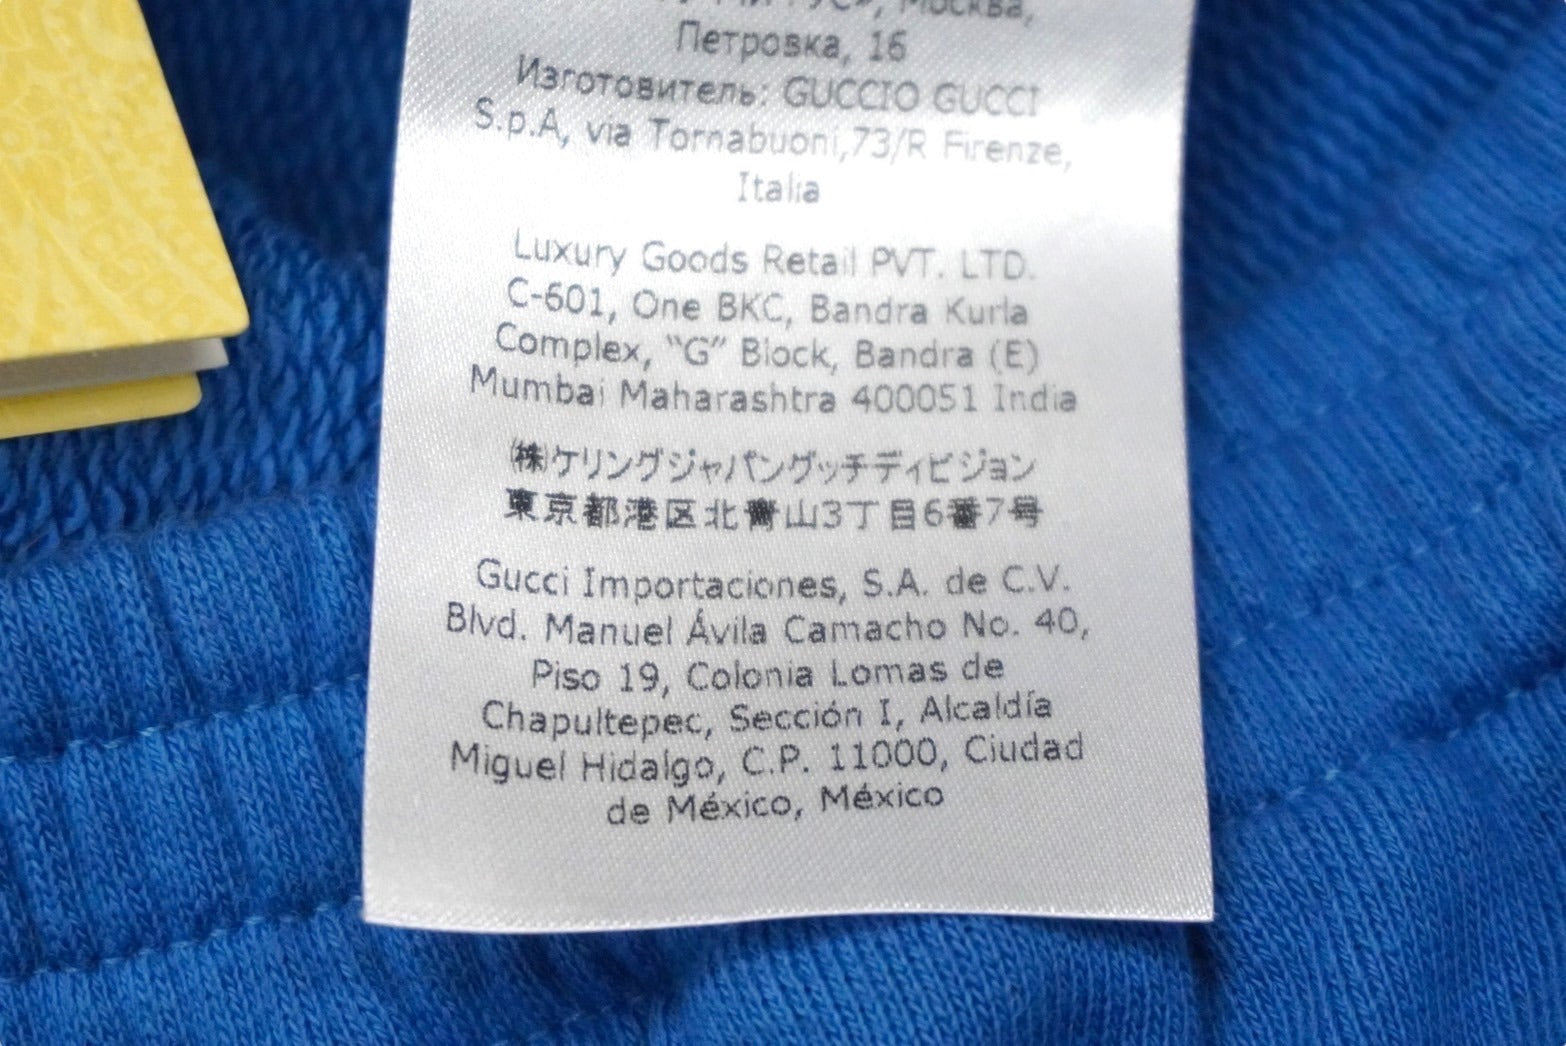 Москва,
Петровка, 16
Изготовитель: GUCCIO GUCCI
S.p.A, via Tornabuoni,73/R Firenze,
Italia
Luxury Goods Retail PVT. LTD.
C-601, One BKC, Bandra Kurla
Complex, “G” Block, Bandra (E)
Mumbai Maharashtra 400051 India
㈱ケリングジャパングッチディビジョン
東京都港区北青山3丁目6番7号
Gucci Importaciones, S.A. de C.V.
Blvd. Manuel Ávila Camacho No. 40,
Piso 19, Colonia Lomas de
Chapultepec, Sección I, Alcaldía
Miguel Hidalgo, C.P. 11000, Ciudad
de México, México